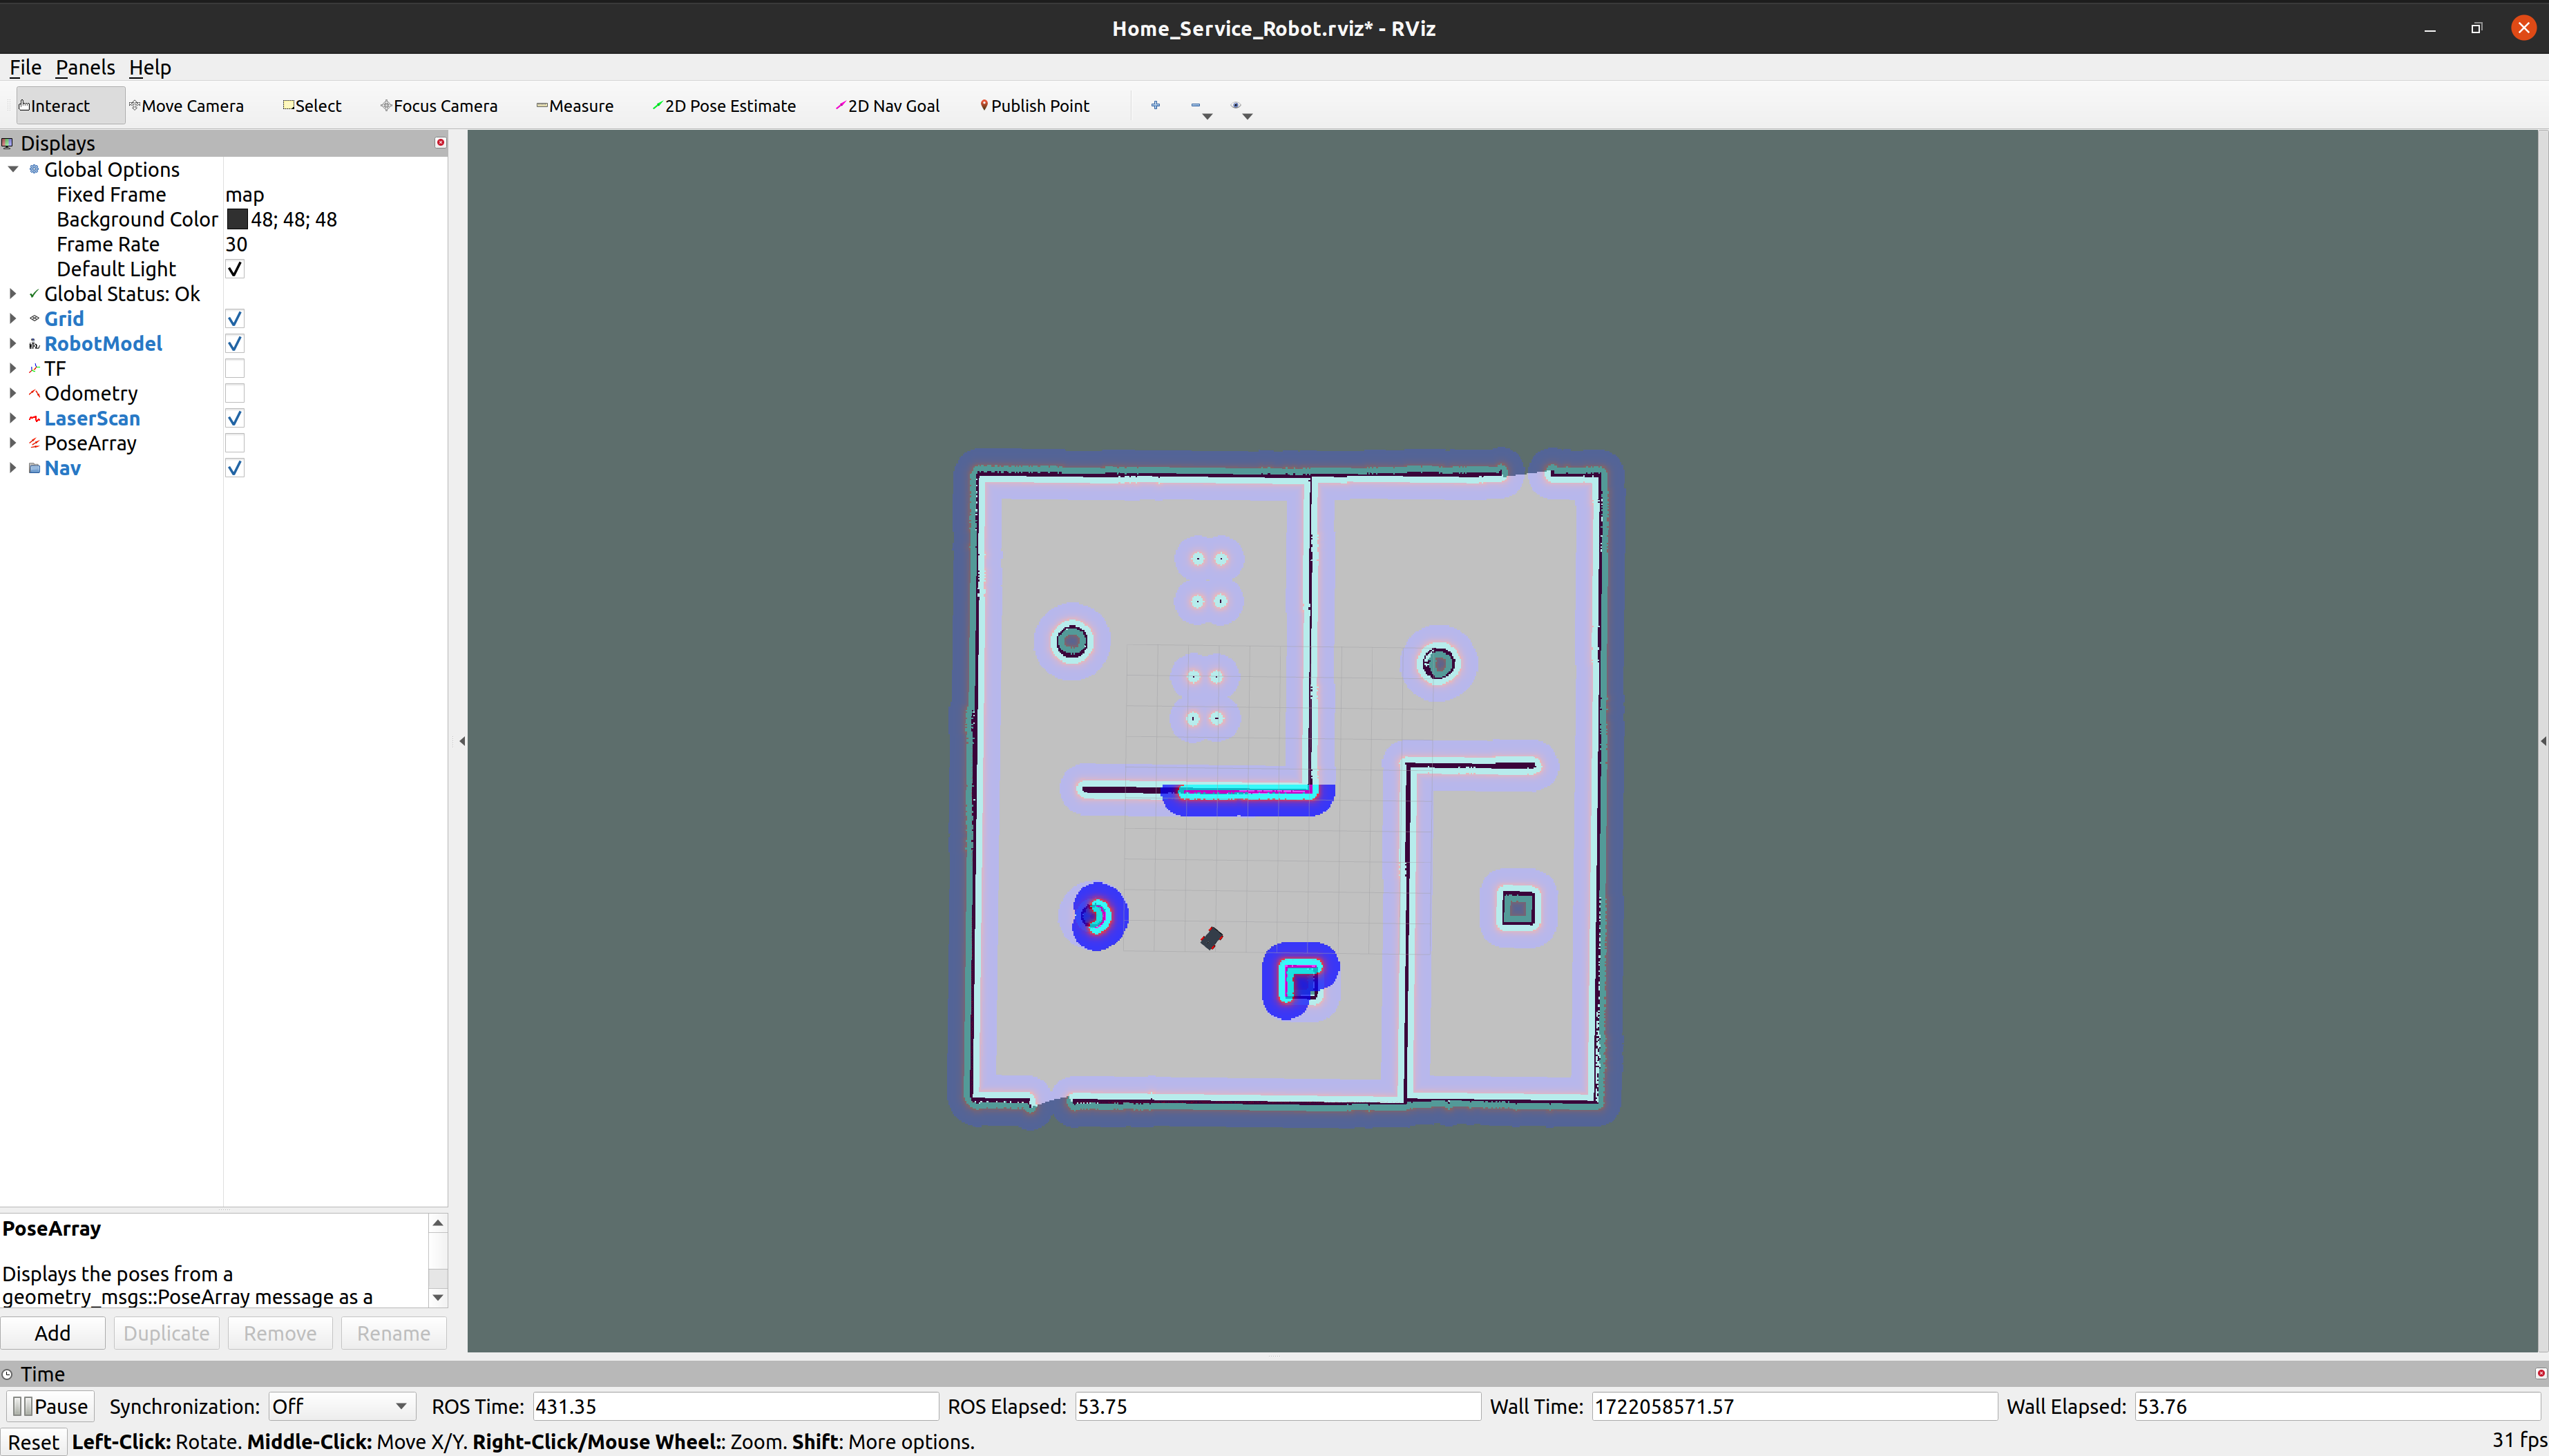 Home_Service_Robot.rviz* - RViz
File Panels Help
Interact Move Camera Select Focus Camera Measure 2D Pose Estimate 2D Nav Goal Publish Point
Displays
Global Options
Fixed Frame map
Background Color 48; 48; 48
Frame Rate 30
Default Light
Global Status: Ok
Grid
RobotModel
TF
Odometry
LaserScan
PoseArray
Nav
PoseArray
Displays the poses from a
geometry_msgs::PoseArray message as a
Add Duplicate Remove Rename
Time
Pause Synchronization: Off ROS Time: 431.35 ROS Elapsed: 53.75 Wall Time: 1722058571.57 Wall Elapsed: 53.76
Reset Left-Click: Rotate. Middle-Click: Move X/Y. Right-Click/Mouse Wheel:: Zoom. Shift: More options. 31 fps